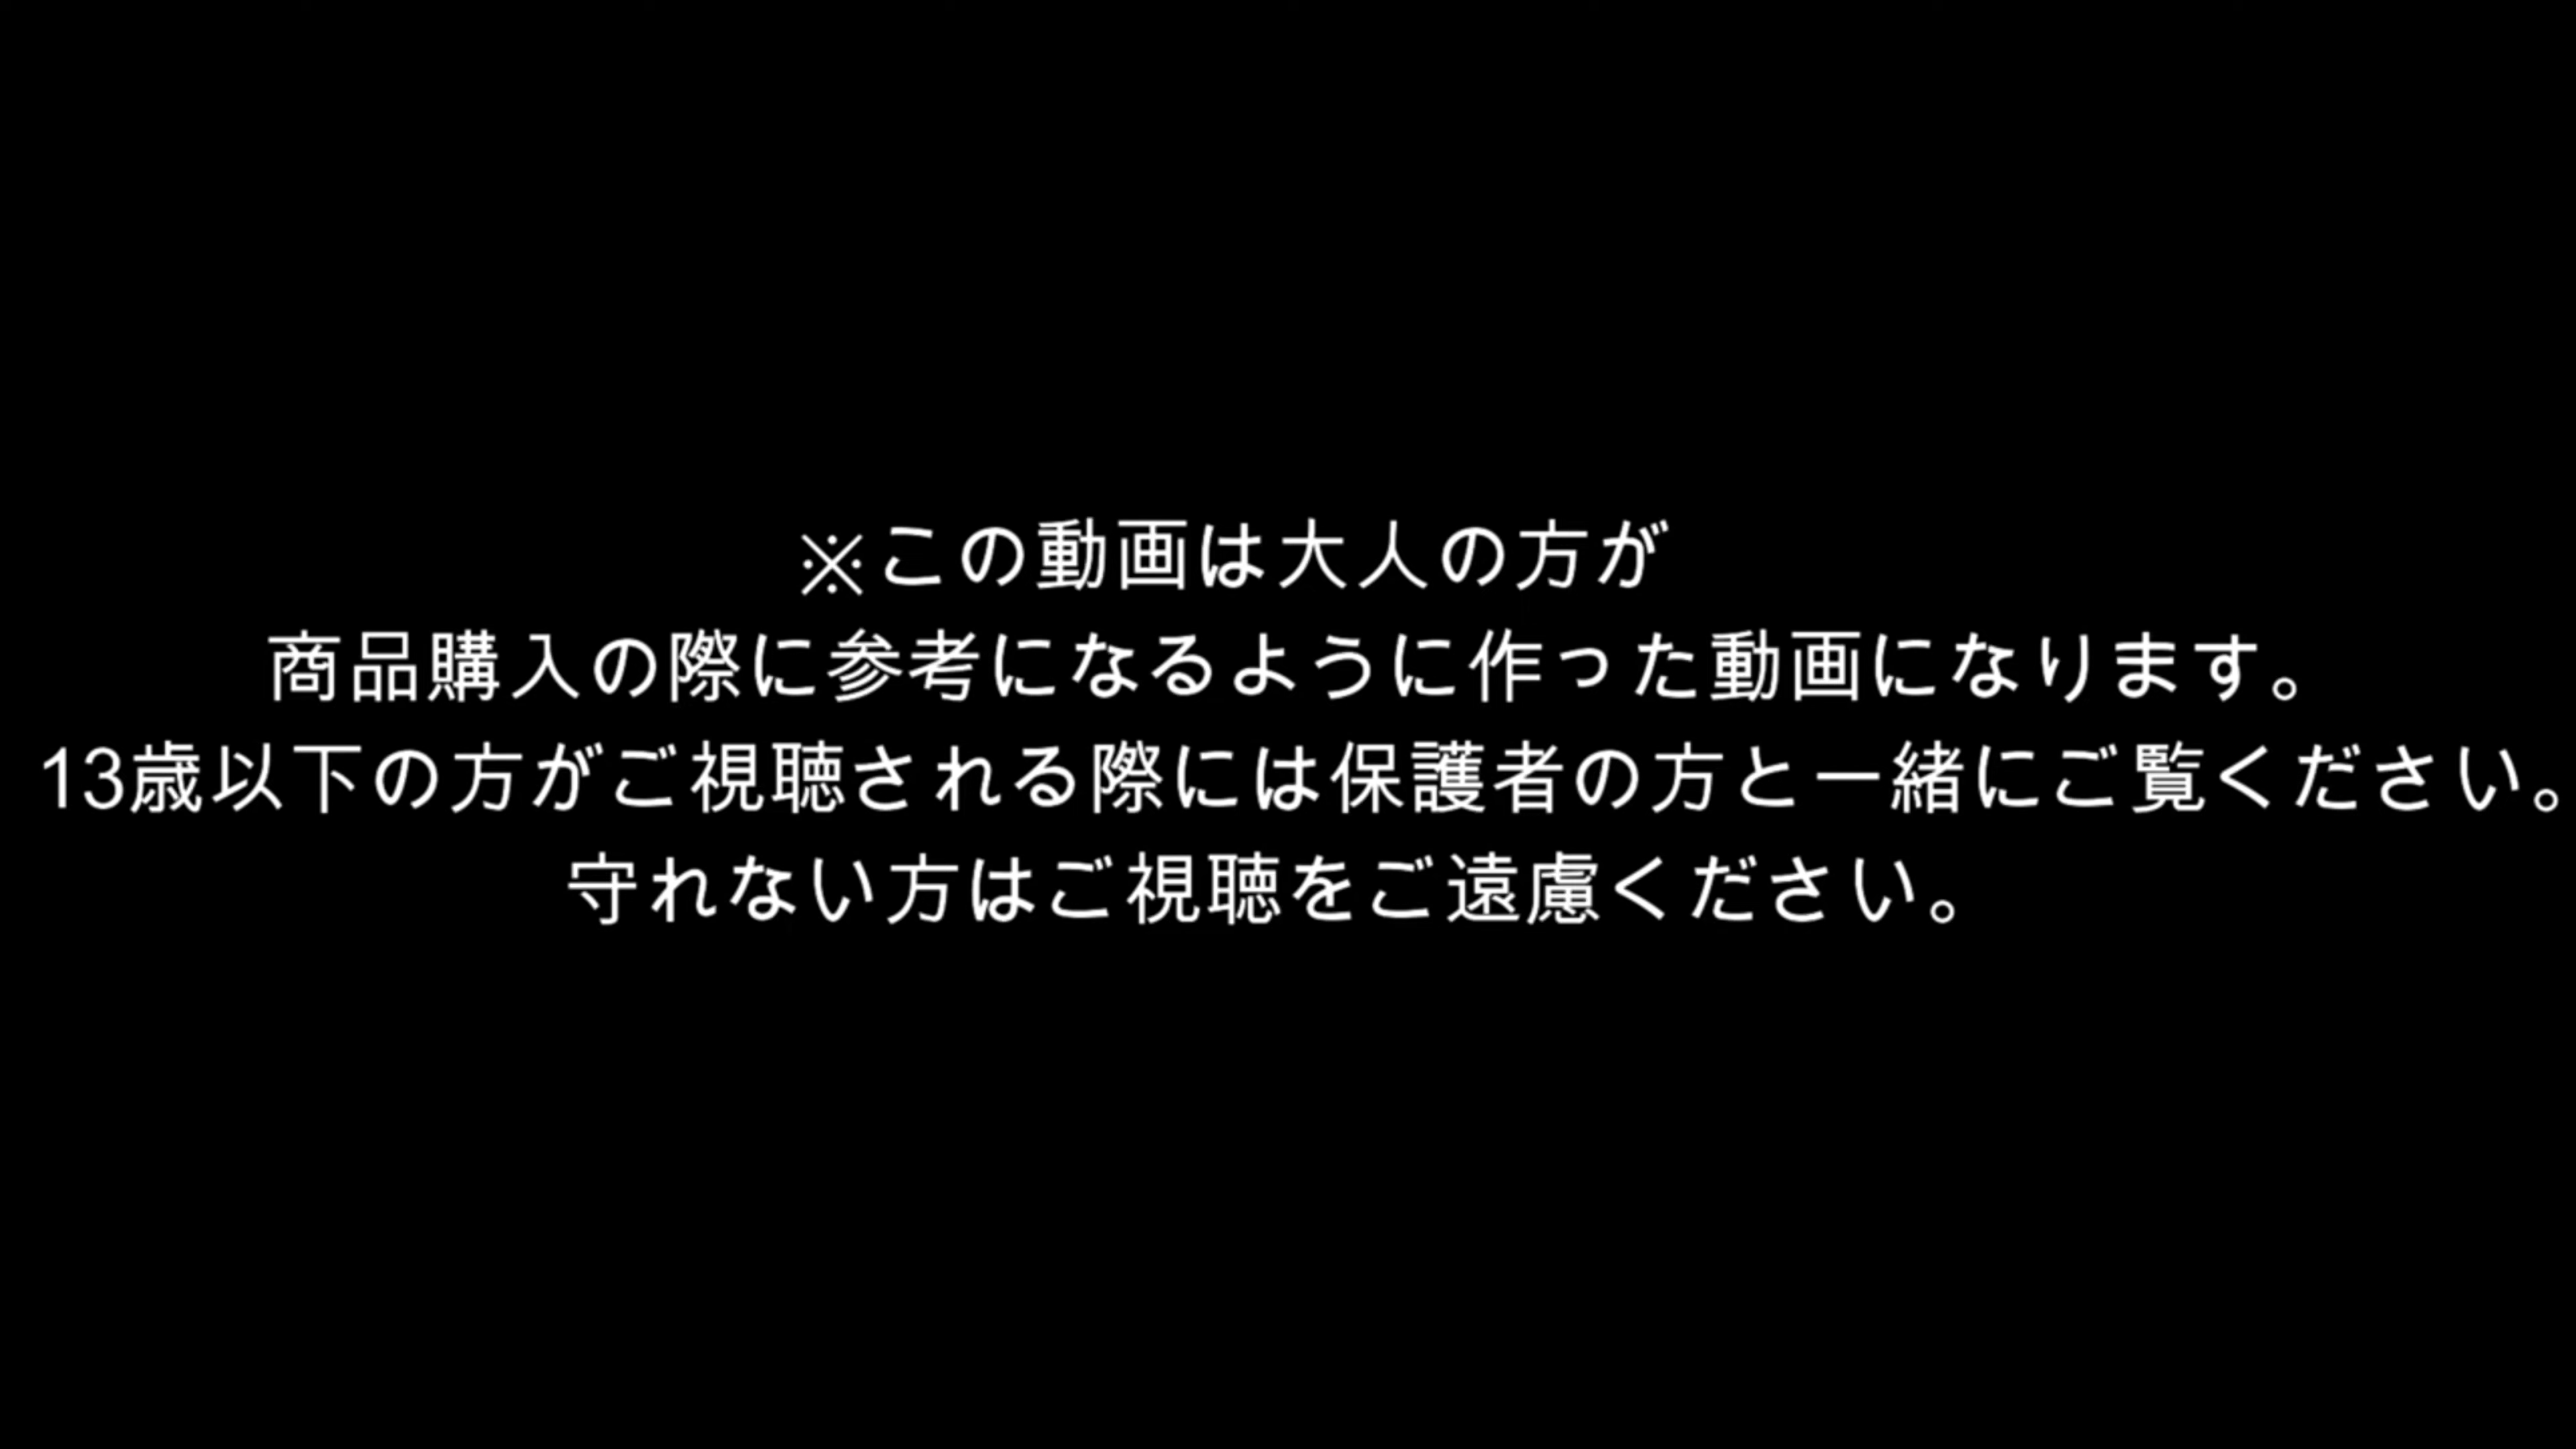 ※この動画は大人の方が
商品購入の際に参考になるように作った動画になります。
13歳以下の方がご視聴される際には保護者の方と一緒にご覧ください。
守れない方はご視聴をご遠慮ください。